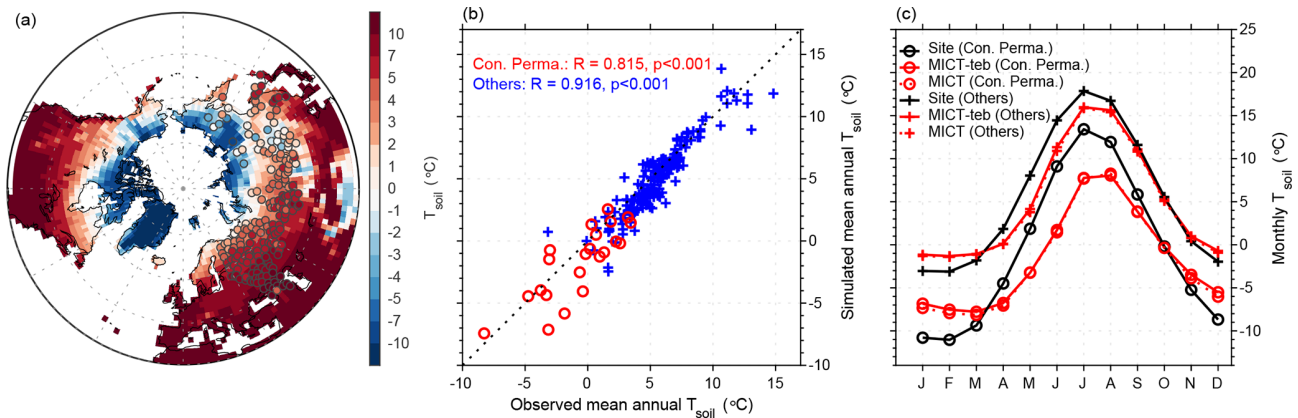 (a)
10
7
5
4
3
2
1
0
-1
-2
-3
-4
-5
-7
-10
T_soil (°C)
(b)
Con. Perma.: R = 0.815, p<0.001
Others: R = 0.916, p<0.001
15
10
5
0
-5
-10
-10 -5 0 5 10 15
Observed mean annual T_soil (°C)
Simulated mean annual T_soil (°C)
(c)
Site (Con. Perma.)
MICT-teb (Con. Perma.)
MICT (Con. Perma.)
Site (Others)
MICT-teb (Others)
MICT (Others)
25
20
15
10
5
0
-5
-10
J F M A M J J A S O N D
Monthly T_soil (°C)